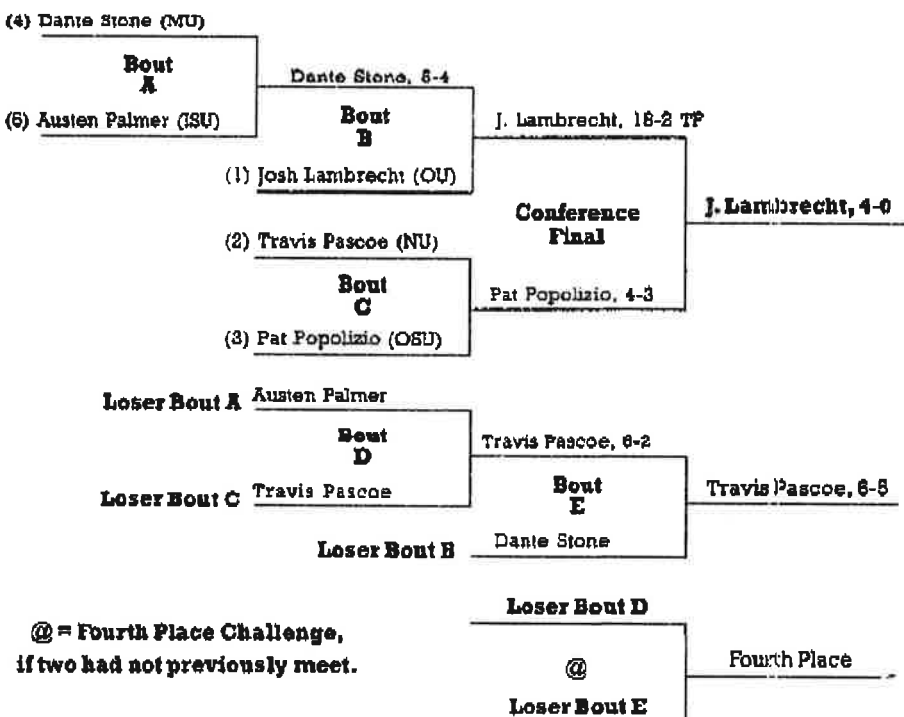 (4) Dante Stone (MU)
Bout
A
Dante Stone, 5-4
(5) Austen Palmer (ISU)
Bout
B
J. Lambrecht, 18-2 TF
(1) Josh Lambrecht (OU)
Conference
Final
J. Lambrecht, 4-0
(2) Travis Pascoe (NU)
Bout
C
Pat Popolizio, 4-3
(3) Pat Popolizio (OSU)
Loser Bout A Austen Palmer
Bout
D
Travis Pascoe, 6-2
Loser Bout C Travis Pascoe
Bout
E
Travis Pascoe, 6-5
Loser Bout B Dante Stone
Loser Bout D
@ = Fourth Place Challenge,
if two had not previously meet.
@
Fourth Place
Loser Bout E